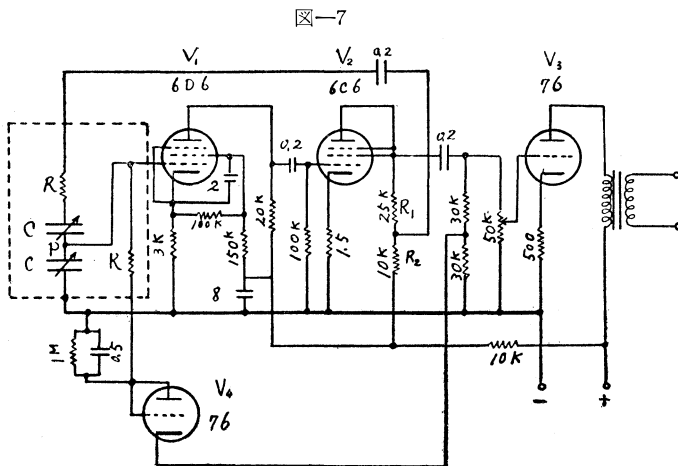 図—7
V₁
6D6
V₂
6C6
0.2
V₃
76
R
C
P
C
R
2
100K
3K
150K
8
20K
0.2
100K
1.5
25K
R₁
10K
R₂
0.2
30K
30K
50K
500
10K
−
+
1M
0.5
V₄
76